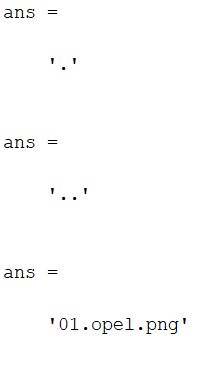 ans =
'.'
ans =
'..'
ans =
'01.opel.png'